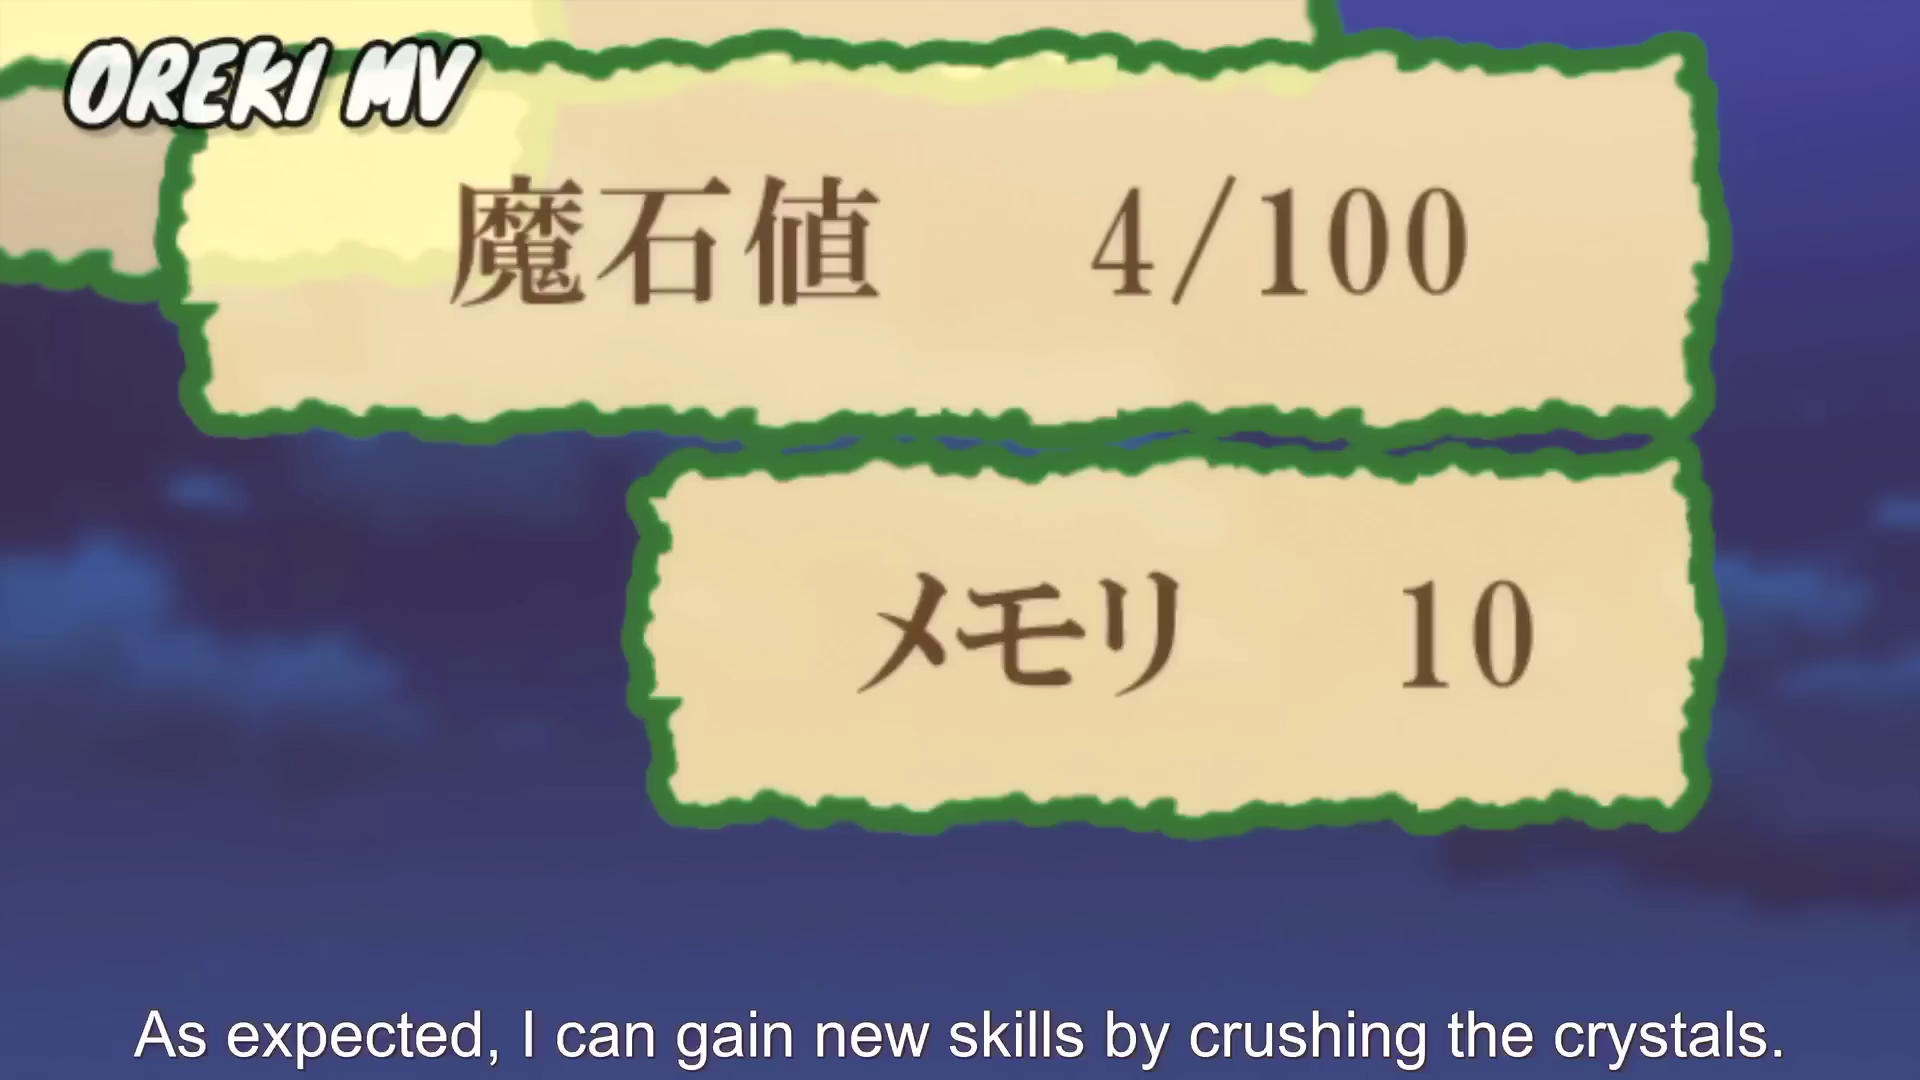 OREKI MV
魔石値 4/100
メモリ 10
As expected, I can gain new skills by crushing the crystals.